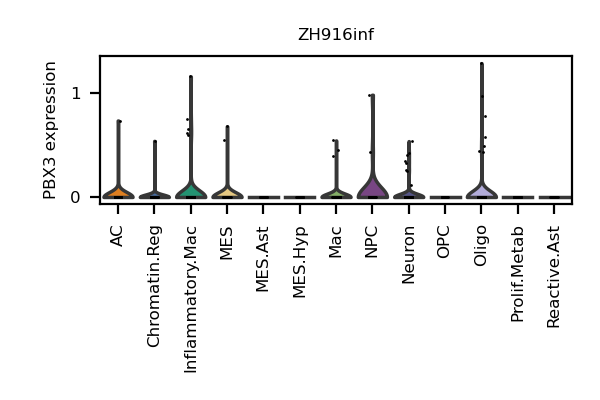 ZH916inf
PBX3 expression
1
0
AC
Chromatin.Reg
Inflammatory.Mac
MES
MES.Ast
MES.Hyp
Mac
NPC
Neuron
OPC
Oligo
Prolif.Metab
Reactive.Ast